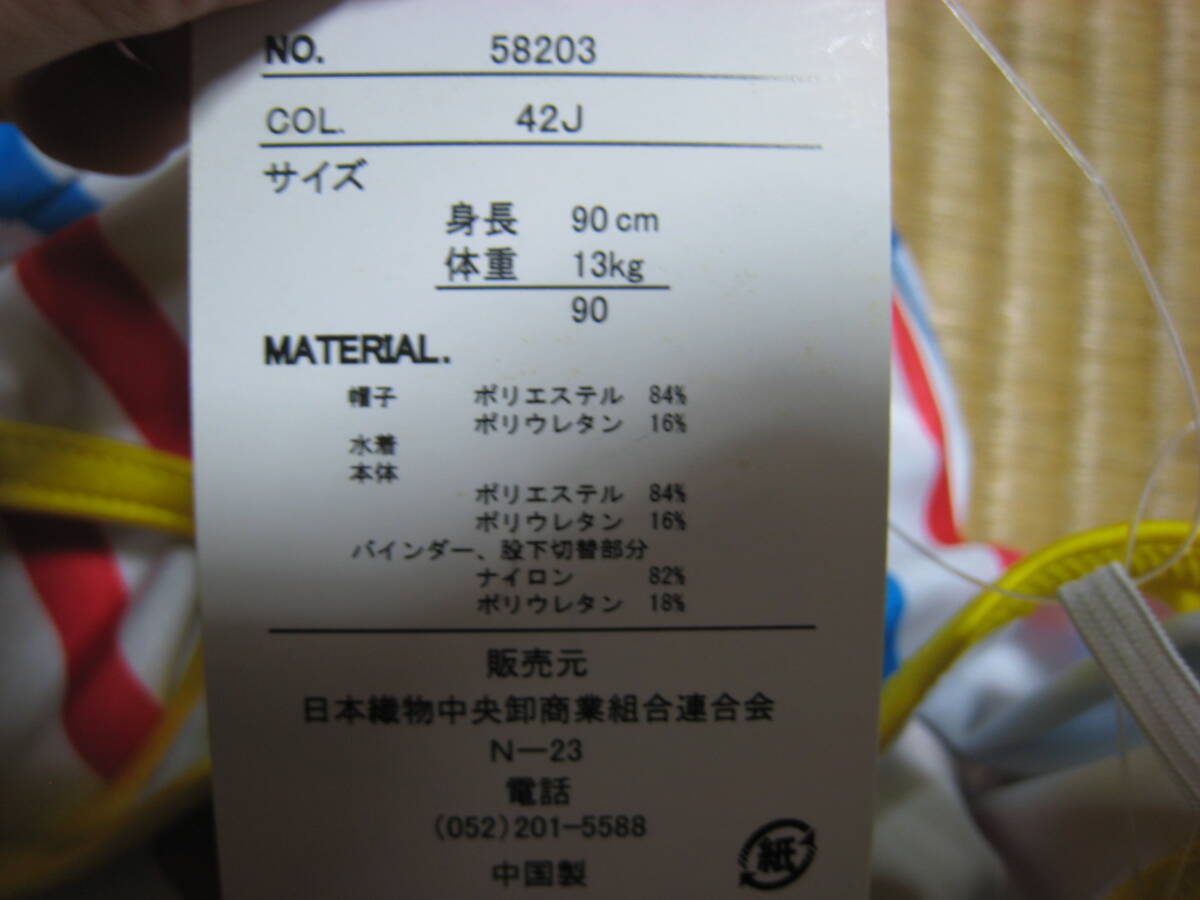 NO. 58203
COL. 42J
サイズ
身長 90cm
体重 13kg
90
MATERIAL.
帽子 ポリエステル 84%
ポリウレタン 16%
水着
本体
ポリエステル 84%
ポリウレタン 16%
バインダー、股下切替部分
ナイロン 82%
ポリウレタン 18%
販売元
日本織物中央卸商業組合連合会
N―23
電話
(052)201-5588
中国製
紙